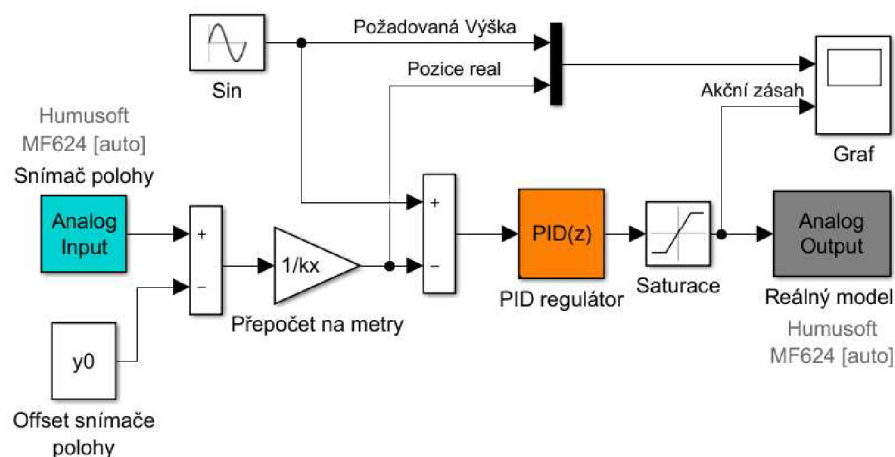 Požadovaná Výška
Sin
Pozice real
Akční zásah
Graf
Humusoft
MF624 [auto]
Snímač polohy
Analog
Input
+
−
1/kx
Přepočet na metry
+
−
PID(z)
PID regulátor
Saturace
Analog
Output
Reálný model
Humusoft
MF624 [auto]
y0
Offset snímače
polohy